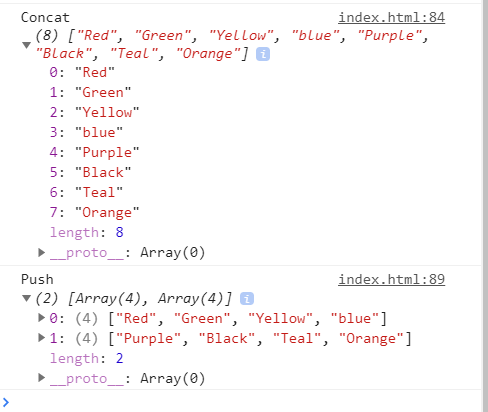 Concat index.html:84
(8) ["Red", "Green", "Yellow", "blue", "Purple",
"Black", "Teal", "Orange"] i
0: "Red"
1: "Green"
2: "Yellow"
3: "blue"
4: "Purple"
5: "Black"
6: "Teal"
7: "Orange"
length: 8
__proto__: Array(0)
Push index.html:89
(2) [Array(4), Array(4)] i
0: (4) ["Red", "Green", "Yellow", "blue"]
1: (4) ["Purple", "Black", "Teal", "Orange"]
length: 2
__proto__: Array(0)